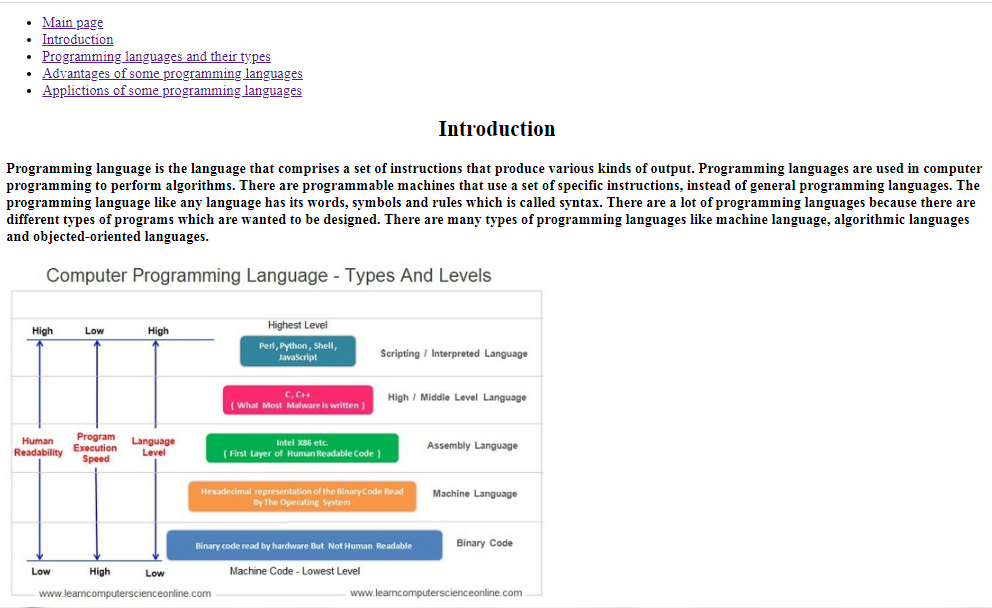 Main page
Introduction
Programming languages and their types
Advantages of some programming languages
Applictions of some programming languages
Introduction
Programming language is the language that comprises a set of instructions that produce various kinds of output. Programming languages are used in computer
programming to perform algorithms. There are programmable machines that use a set of specific instructions, instead of general programming languages. The
programming language like any language has its words, symbols and rules which is called syntax. There are a lot of programming languages because there are
different types of programs which are wanted to be designed. There are many types of programming languages like machine language, algorithmic languages
and objected-oriented languages.
Computer Programming Language - Types And Levels
High Low High
Highest Level
Perl, Python, Shell,
JavaScript
Scripting / Interpreted Language
C, C++
( What Most Malware is written )
High / Middle Level Language
Human
Readability
Program
Execution
Speed
Language
Level
Intel X86 etc.
( First Layer of Human Readable Code )
Assembly Language
Hexadecimal representation of the Binary Code Read
By The Operating System
Machine Language
Binary code read by hardware But Not Human Readable
Binary Code
Low High Low
Machine Code - Lowest Level
www.learncomputerscienceonline.com
www.learncomputerscienceonline.com